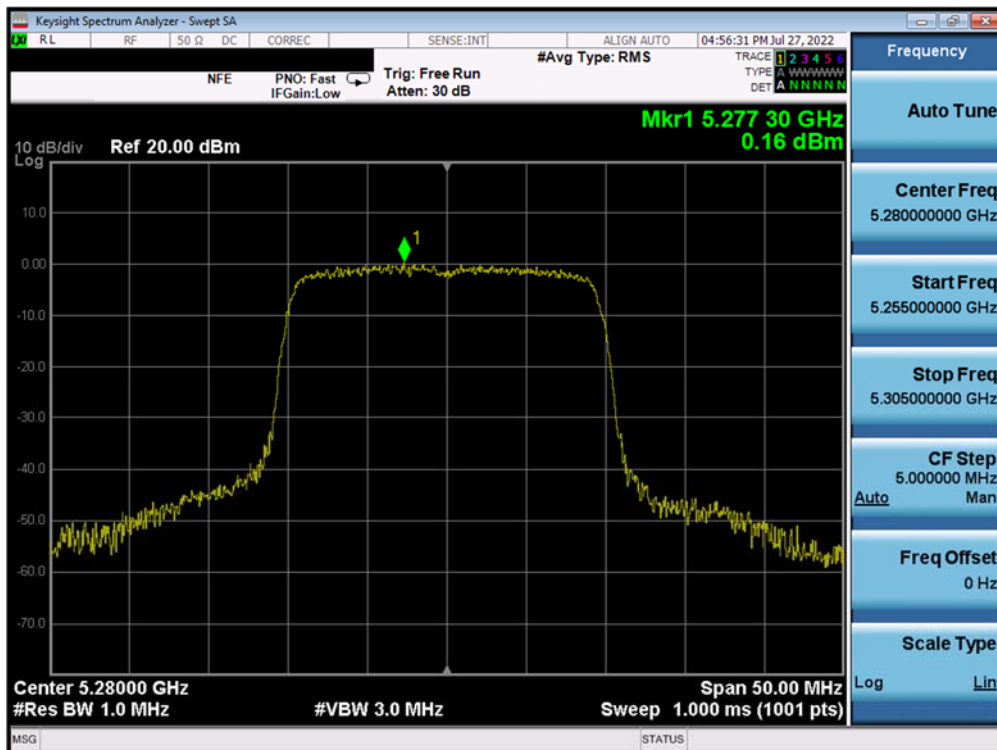 Keysight Spectrum Analyzer - Swept SA
LXI RL RF 50 Ω DC CORREC SENSE:INT ALIGN AUTO 04:56:31 PM Jul 27, 2022
Frequency
NFE PNO: Fast Trig: Free Run #Avg Type: RMS TRACE 1 2 3 4 5 6
IFGain:Low Atten: 30 dB TYPE A WWWWW
DET A N N N N N
Auto Tune
Mkr1 5.277 30 GHz
0.16 dBm
10 dB/div Ref 20.00 dBm
Log
1
10.0
0.00
-10.0
-20.0
-30.0
-40.0
-50.0
-60.0
-70.0
Center Freq
5.280000000 GHz
Start Freq
5.255000000 GHz
Stop Freq
5.305000000 GHz
CF Step
5.000000 MHz
Auto Man
Freq Offset
0 Hz
Scale Type
Log Lin
Center 5.28000 GHz Span 50.00 MHz
#Res BW 1.0 MHz #VBW 3.0 MHz Sweep 1.000 ms (1001 pts)
MSG STATUS